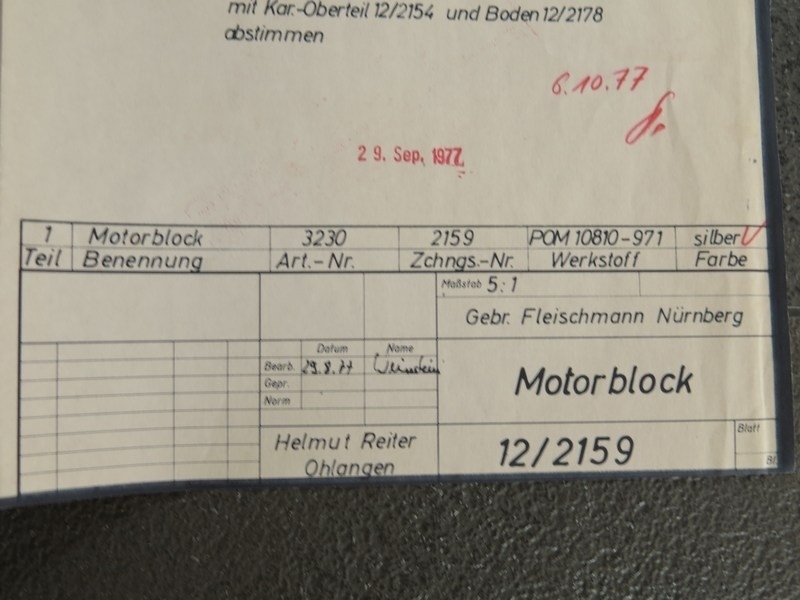 mit Kar.-Oberteil 12/2154 und Boden 12/2178
abstimmen
6.10.77
29. Sep. 1977
1 Motorblock 3230 2159 POM 10810-971 silber
Teil Benennung Art.-Nr. Zchngs.-Nr. Werkstoff Farbe
Maßstab 5:1
Gebr. Fleischmann Nürnberg
Datum Name
Bearb. 29.8.77
Gepr.
Norm
Motorblock
Helmut Reiter
Ohlangen
12/2159
Blatt
Bl